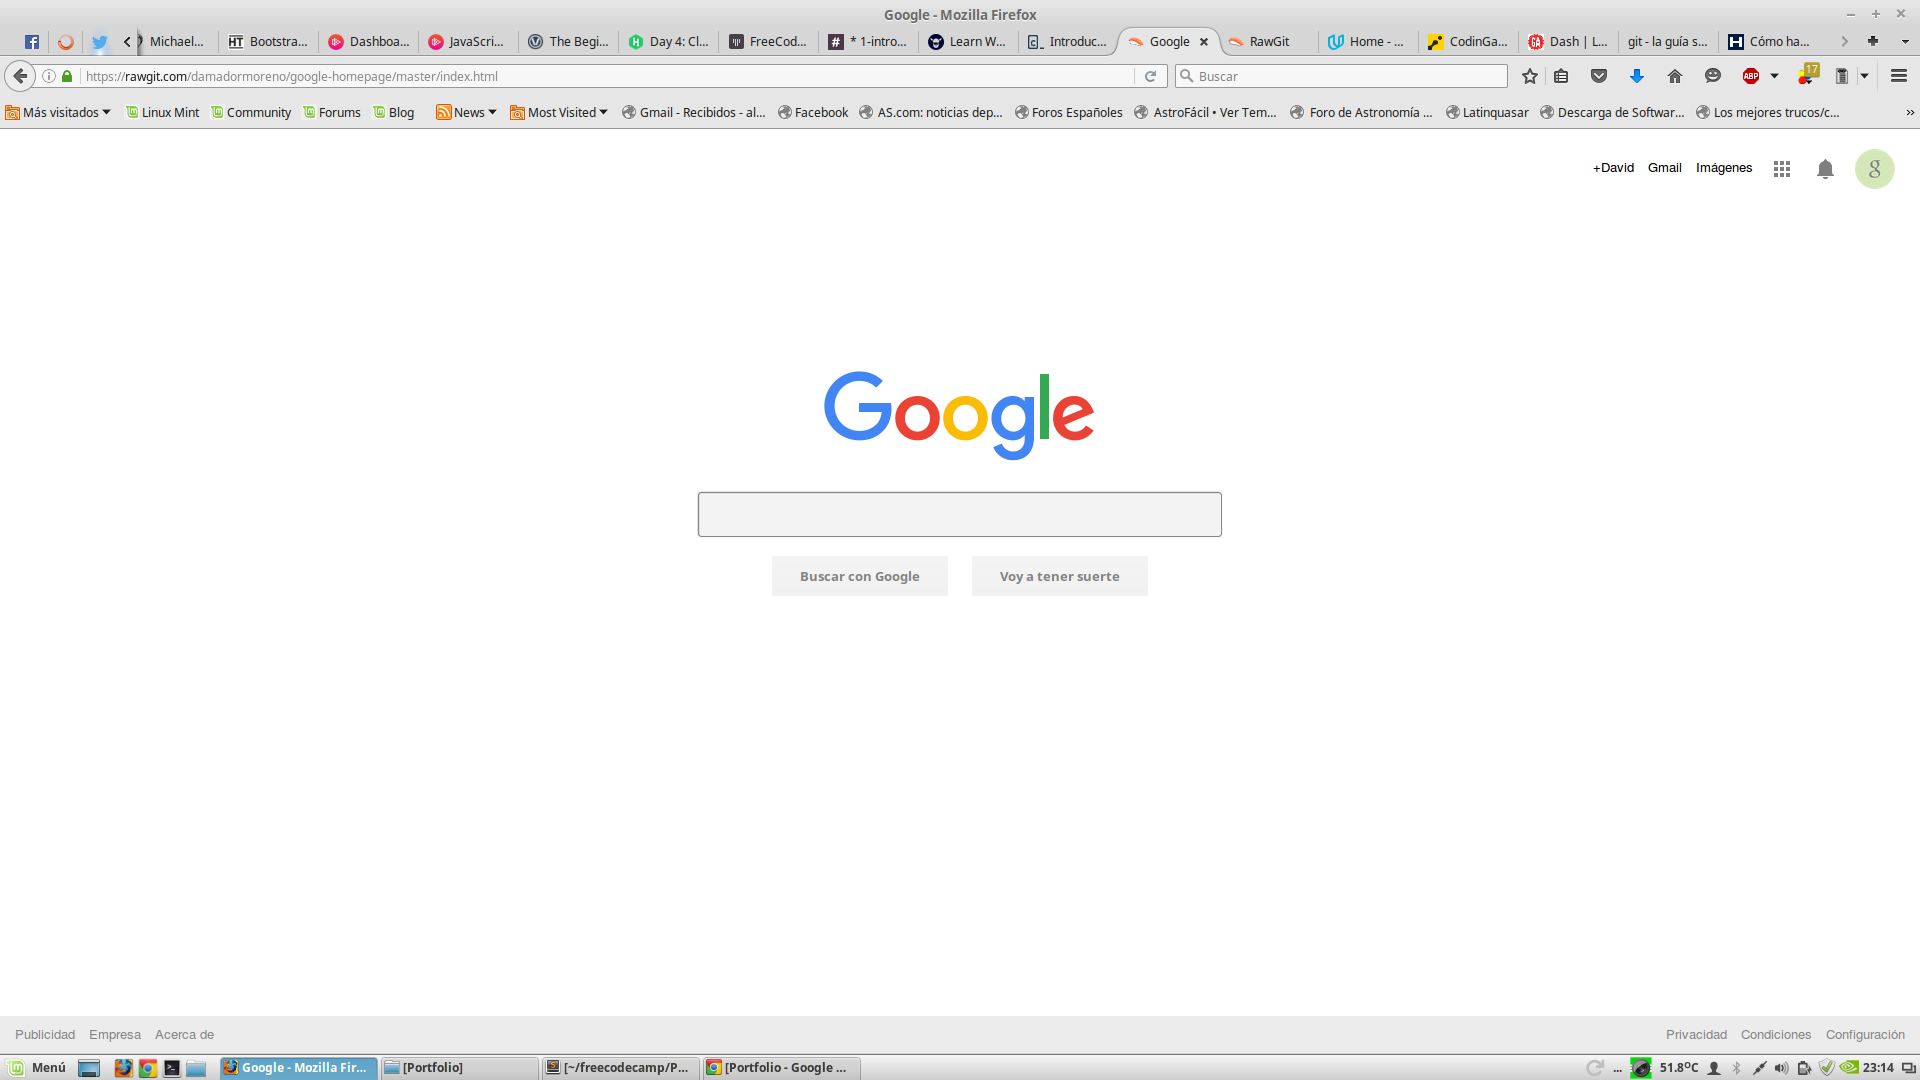 Google - Mozilla Firefox
Michael...
Bootstra...
Dashboa...
JavaScri...
The Begi...
Day 4: Cl...
FreeCod...
* 1-intro...
Learn W...
Introduc...
Google
RawGit
Home - ...
CodinGa...
Dash | L...
git - la guía s...
Cómo ha...
https://rawgit.com/damadormoreno/google-homepage/master/index.html
Buscar
ABP
17
Más visitados
Linux Mint
Community
Forums
Blog
News
Most Visited
Gmail - Recibidos - al...
Facebook
AS.com: noticias dep...
Foros Españoles
AstroFácil • Ver Tem...
Foro de Astronomía ...
Latinquasar
Descarga de Softwar...
Los mejores trucos/c...
+David
Gmail
Imágenes
g
Google
Buscar con Google
Voy a tener suerte
Publicidad
Empresa
Acerca de
Privacidad
Condiciones
Configuración
Menú
Google - Mozilla Fir...
[Portfolio]
[~/freecodecamp/P...
[Portfolio - Google ...
...
51.8ºC
23:14